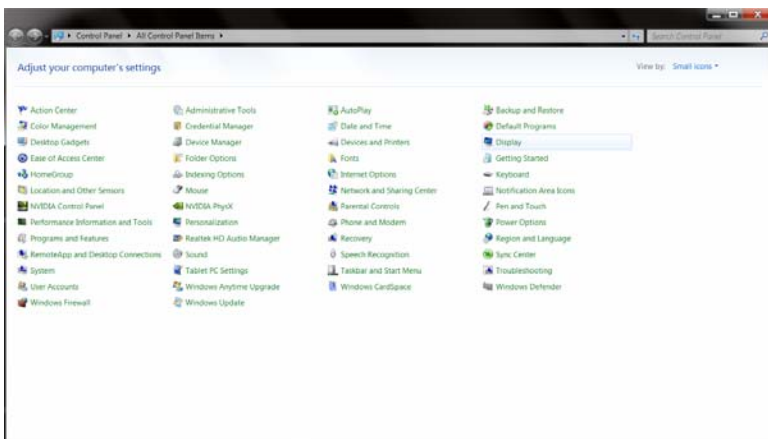 Control Panel ▸ All Control Panel Items ▸ Search Control Panel
Adjust your computer's settings View by: Small icons
Action Center Administrative Tools AutoPlay Backup and Restore
Color Management Credential Manager Date and Time Default Programs
Desktop Gadgets Device Manager Devices and Printers Display
Ease of Access Center Folder Options Fonts Getting Started
HomeGroup Indexing Options Internet Options Keyboard
Location and Other Sensors Mouse Network and Sharing Center Notification Area Icons
NVIDIA Control Panel NVIDIA PhysX Parental Controls Pen and Touch
Performance Information and Tools Personalization Phone and Modem Power Options
Programs and Features Realtek HD Audio Manager Recovery Region and Language
RemoteApp and Desktop Connections Sound Speech Recognition Sync Center
System Tablet PC Settings Taskbar and Start Menu Troubleshooting
User Accounts Windows Anytime Upgrade Windows CardSpace Windows Defender
Windows Firewall Windows Update